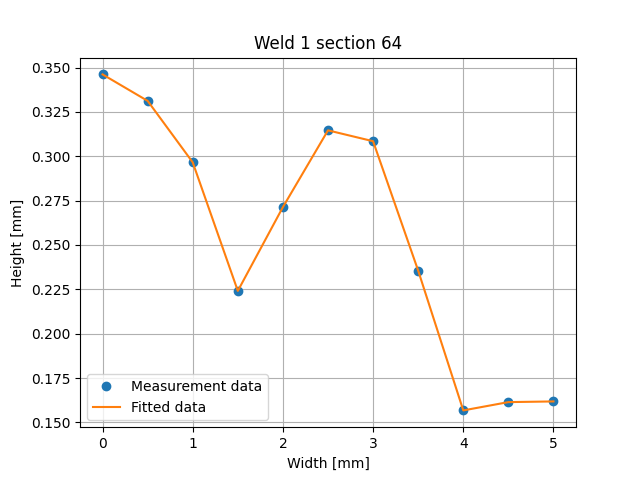 Weld 1 section 64
0.350
0.325
0.300
0.275
0.250
0.225
0.200
0.175
0.150
Height [mm]
Measurement data
Fitted data
0 1 2 3 4 5
Width [mm]